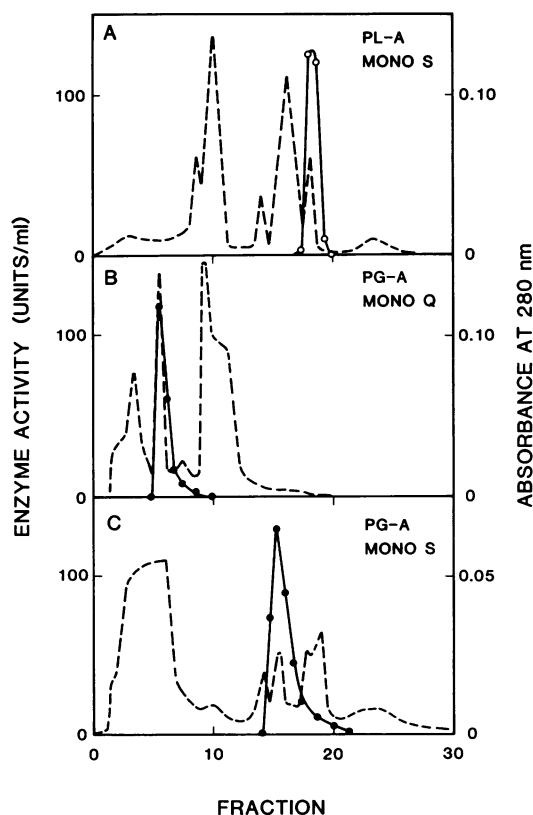 A
PL-A
MONO S
100
0.10
0
0
B
PG-A
MONO Q
100
0.10
0
0
C
PG-A
MONO S
100
0.05
0
0
0
10
20
30
FRACTION
ENZYME ACTIVITY (UNITS/ml)
ABSORBANCE AT 280 nm